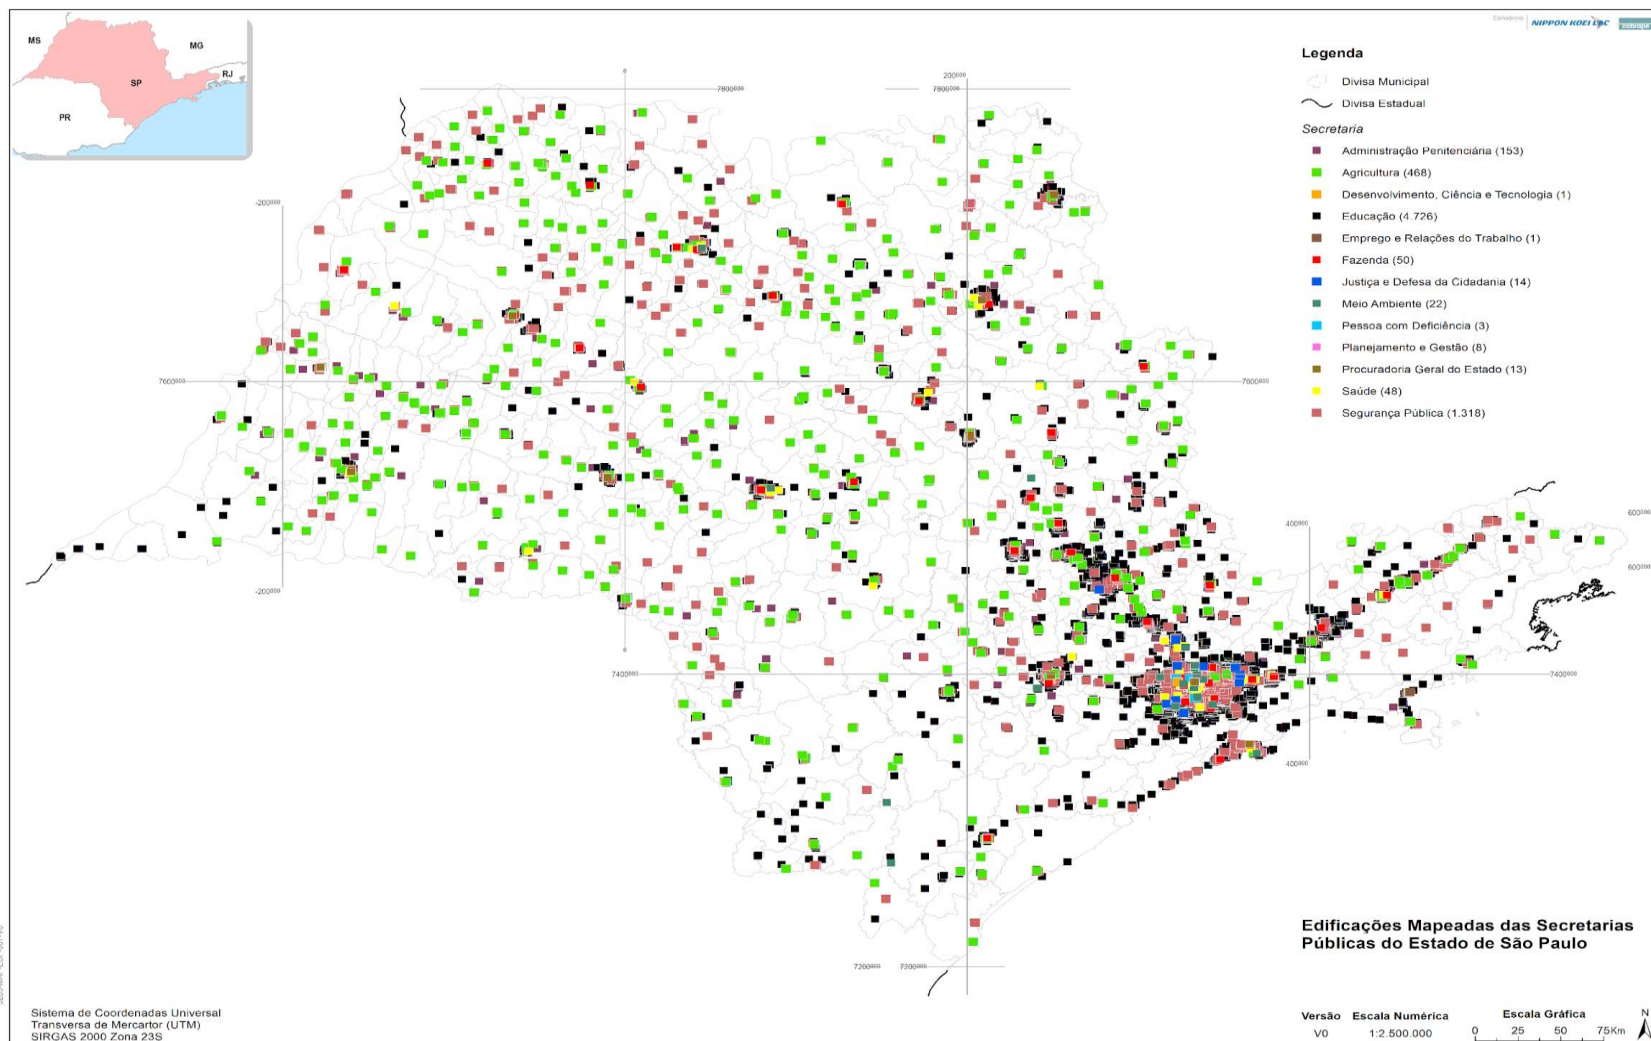 MS
MG
SP
RJ
PR
Consórcio
NIPPON KOEI LAC
Legenda
Divisa Municipal
Divisa Estadual
Secretaria
Administração Penitenciária (153)
Agricultura (468)
Desenvolvimento, Ciência e Tecnologia (1)
Educação (4.726)
Emprego e Relações do Trabalho (1)
Fazenda (50)
Justiça e Defesa da Cidadania (14)
Meio Ambiente (22)
Pessoa com Deficiência (3)
Planejamento e Gestão (8)
Procuradoria Geral do Estado (13)
Saúde (48)
Segurança Pública (1.318)
0
7800000
200000
7800000
-200000
7600000
7600000
400000
600000
600000
-200000
0
7400000
7400000
400000
7200000
7200000
Edificações Mapeadas das Secretarias
Públicas do Estado de São Paulo
Sistema de Coordenadas Universal
Transversa de Mercartor (UTM)
SIRGAS 2000 Zona 23S
Versão Escala Numérica Escala Gráfica N
V0 1:2.500.000 0 25 50 75Km